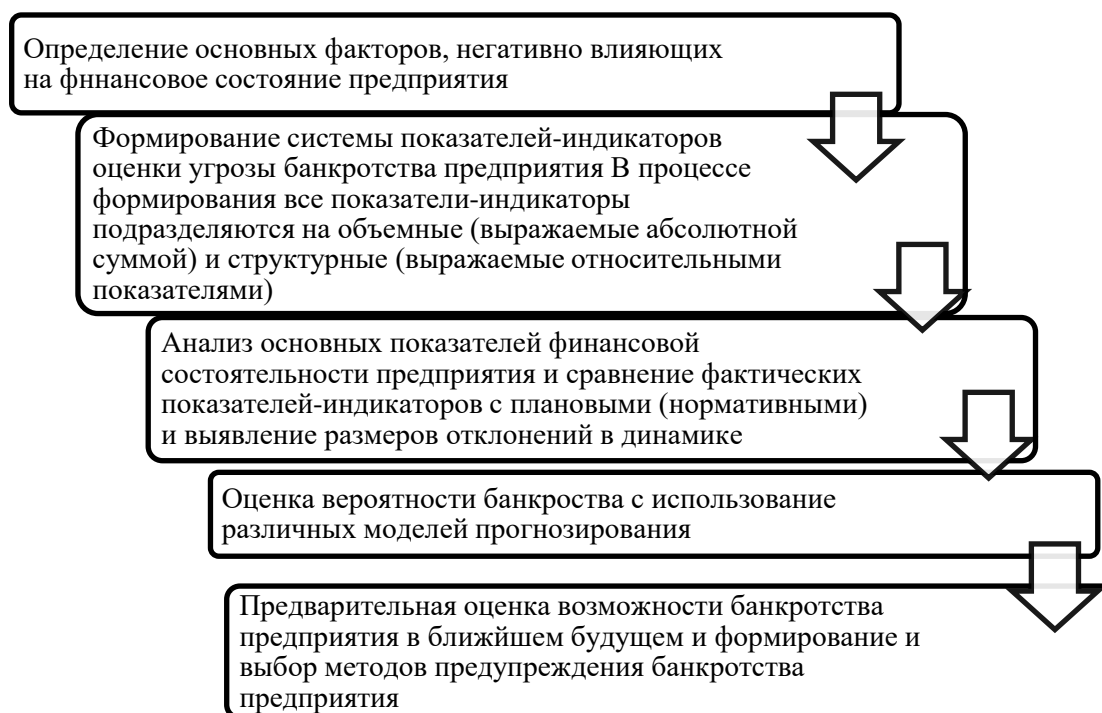 Определение основных факторов, негативно влияющих
на фннансовое состояние предприятия
Формирование системы показателей-индикаторов
оценки угрозы банкротства предприятия В процессе
формирования все показатели-индикаторы
подразделяются на объемные (выражаемые абсолютной
суммой) и структурные (выражаемые относительными
показателями)
Анализ основных показателей финансовой
состоятельности предприятия и сравнение фактических
показателей-индикаторов с плановыми (нормативными)
и выявление размеров отклонений в динамике
Оценка вероятности банкроства с использование
различных моделей прогнозирования
Предварительная оценка возможности банкротства
предприятия в ближйшем будущем и формирование и
выбор методов предупреждения банкротства
предприятия